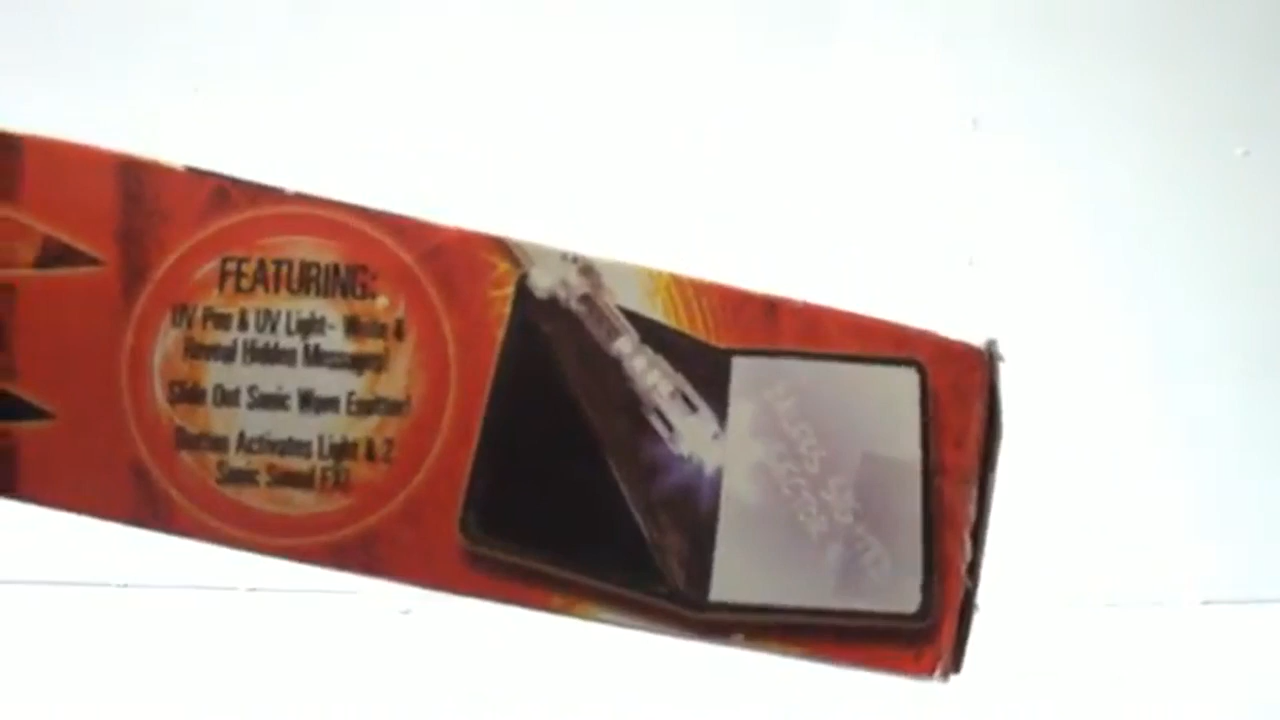 FEATURING:
UV Pen & UV Light- Write &
Reveal Hidden Messages!
Slide Out Sonic Wave Emitter!
Button Activates Light & 2
Sonic Sound FX!